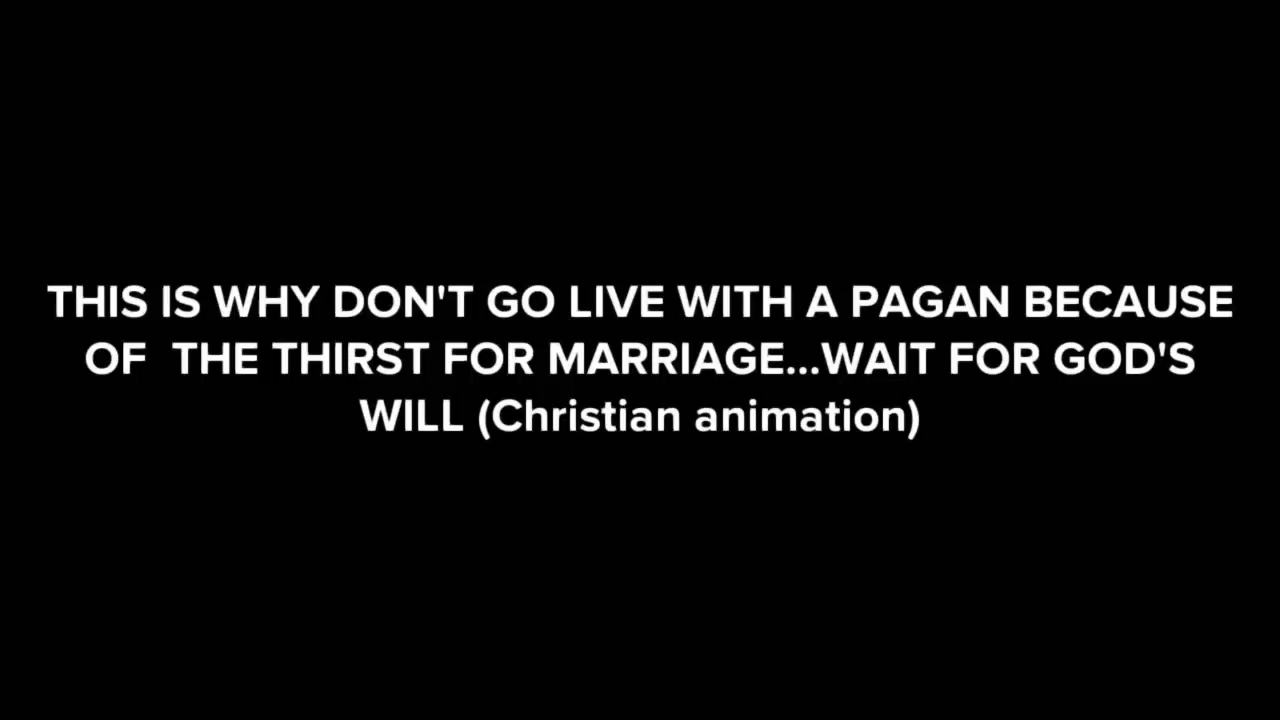 THIS IS WHY DON'T GO LIVE WITH A PAGAN BECAUSE
OF  THE THIRST FOR MARRIAGE...WAIT FOR GOD'S
WILL (Christian animation)